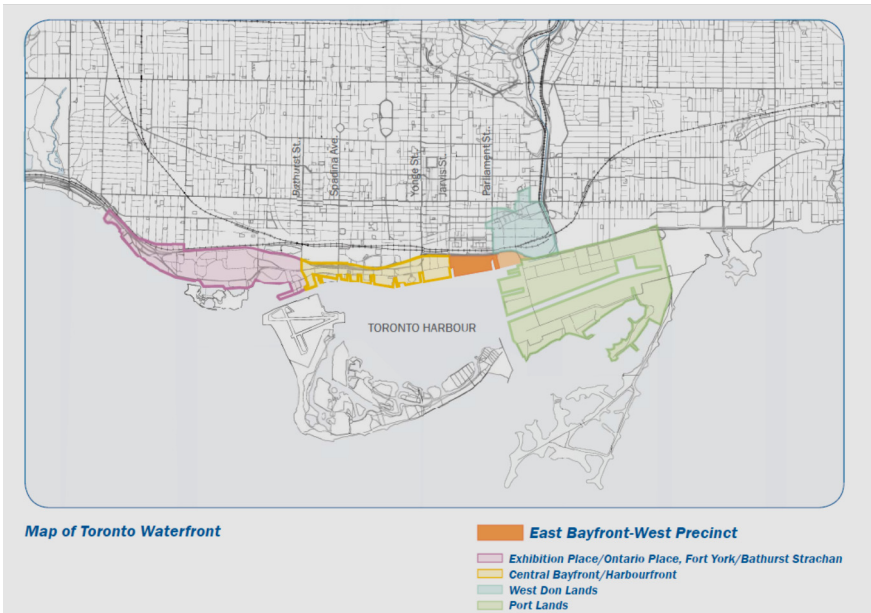 Bathurst St.
Spadina Ave.
Yonge St.
Jarvis St.
Parliament St.
TORONTO HARBOUR
Map of Toronto Waterfront
East Bayfront-West Precinct
Exhibition Place/Ontario Place, Fort York/Bathurst Strachan
Central Bayfront/Harbourfront
West Don Lands
Port Lands